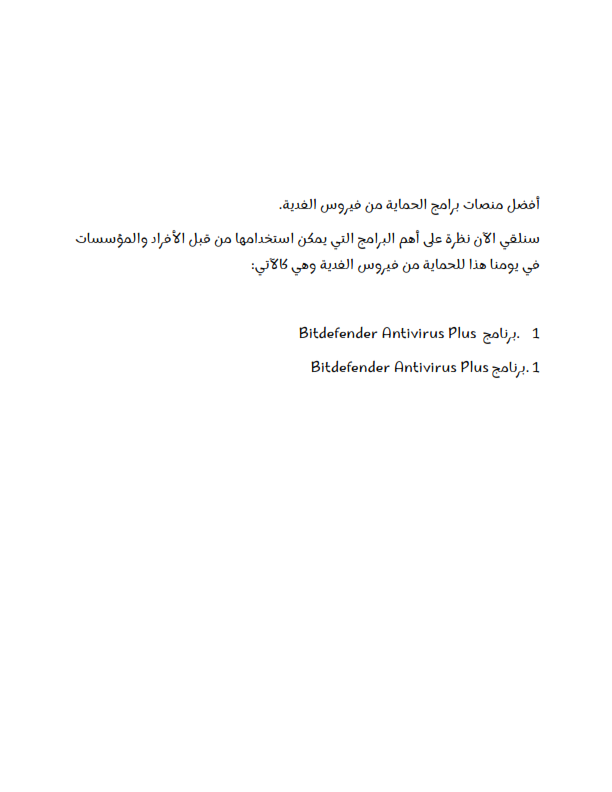 أفضل منصات برامج الحماية من فيروس الفدية.
سنلقي الآن نظرة على أهم البرامج التي يمكن استخدامها من قبل الأفراد والمؤسسات
في يومنا هذا للحماية من فيروس الفدية وهي كالآتي:
1 .برنامج Bitdefender Antivirus Plus
1.برنامج Bitdefender Antivirus Plus